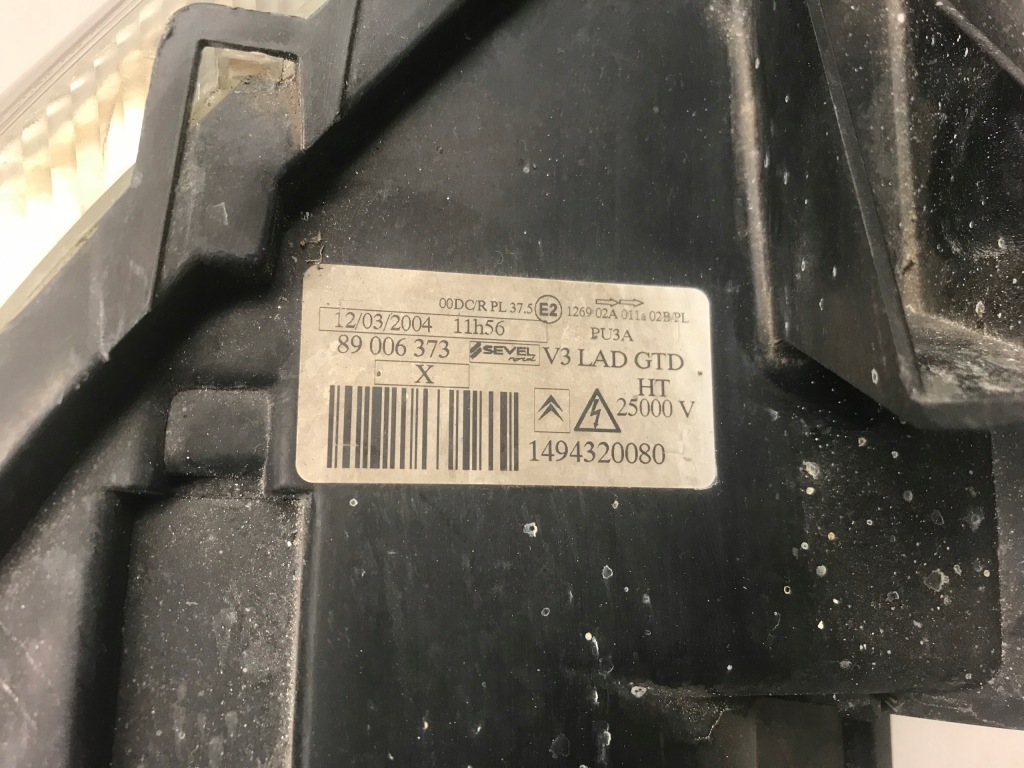 00DC/R PL 37.5 E2 1269 02A 011a 02B/PL
12/03/2004 11h56 PU3A
89 006 373 SEVEL V3 LAD GTD
X HT
25000 V
1494320080